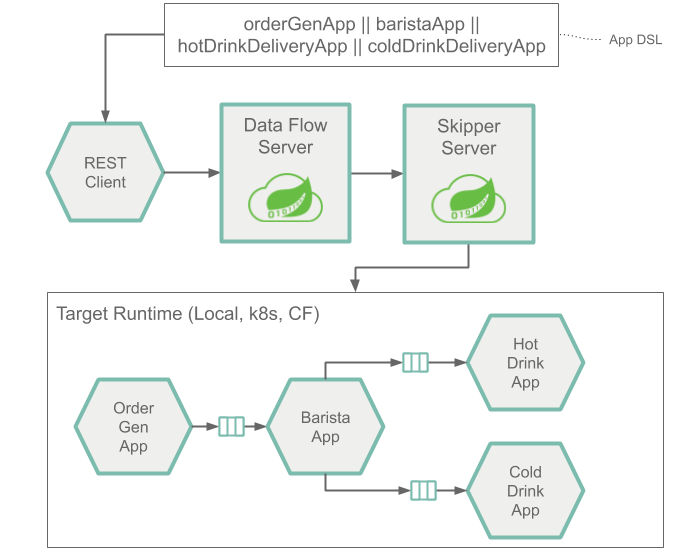 orderGenApp || baristaApp ||
hotDrinkDeliveryApp || coldDrinkDeliveryApp
App DSL
REST
Client
Data Flow
Server
Skipper
Server
Target Runtime (Local, k8s, CF)
Order
Gen
App
Barista
App
Hot
Drink
App
Cold
Drink
App